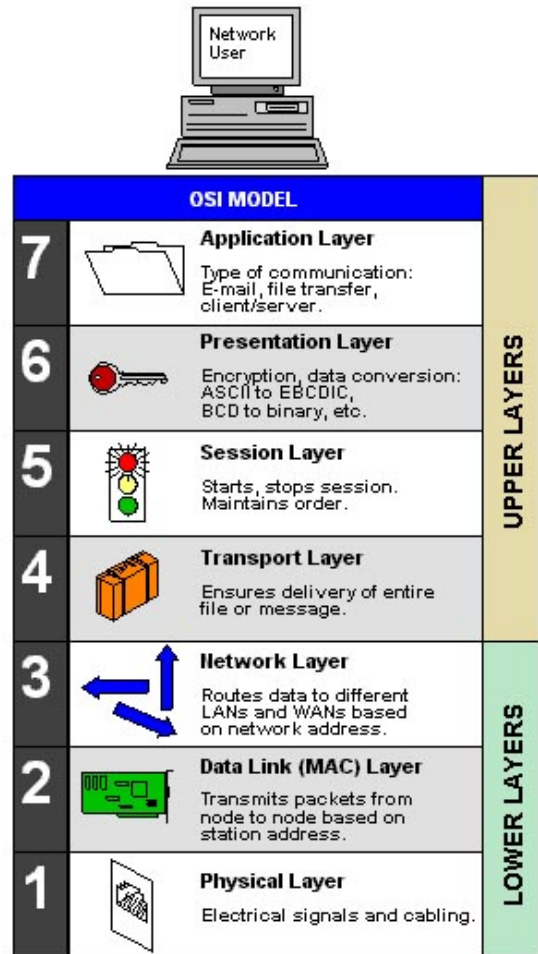 Network
User
OSI MODEL
7
Application Layer
Type of communication:
E-mail, file transfer,
client/server.
6
Presentation Layer
Encryption, data conversion:
ASCII to EBCDIC,
BCD to binary, etc.
5
Session Layer
Starts, stops session.
Maintains order.
4
Transport Layer
Ensures delivery of entire
file or message.
UPPER LAYERS
3
Network Layer
Routes data to different
LANs and WANs based
on network address.
2
Data Link (MAC) Layer
Transmits packets from
node to node based on
station address.
1
Physical Layer
Electrical signals and cabling.
LOWER LAYERS